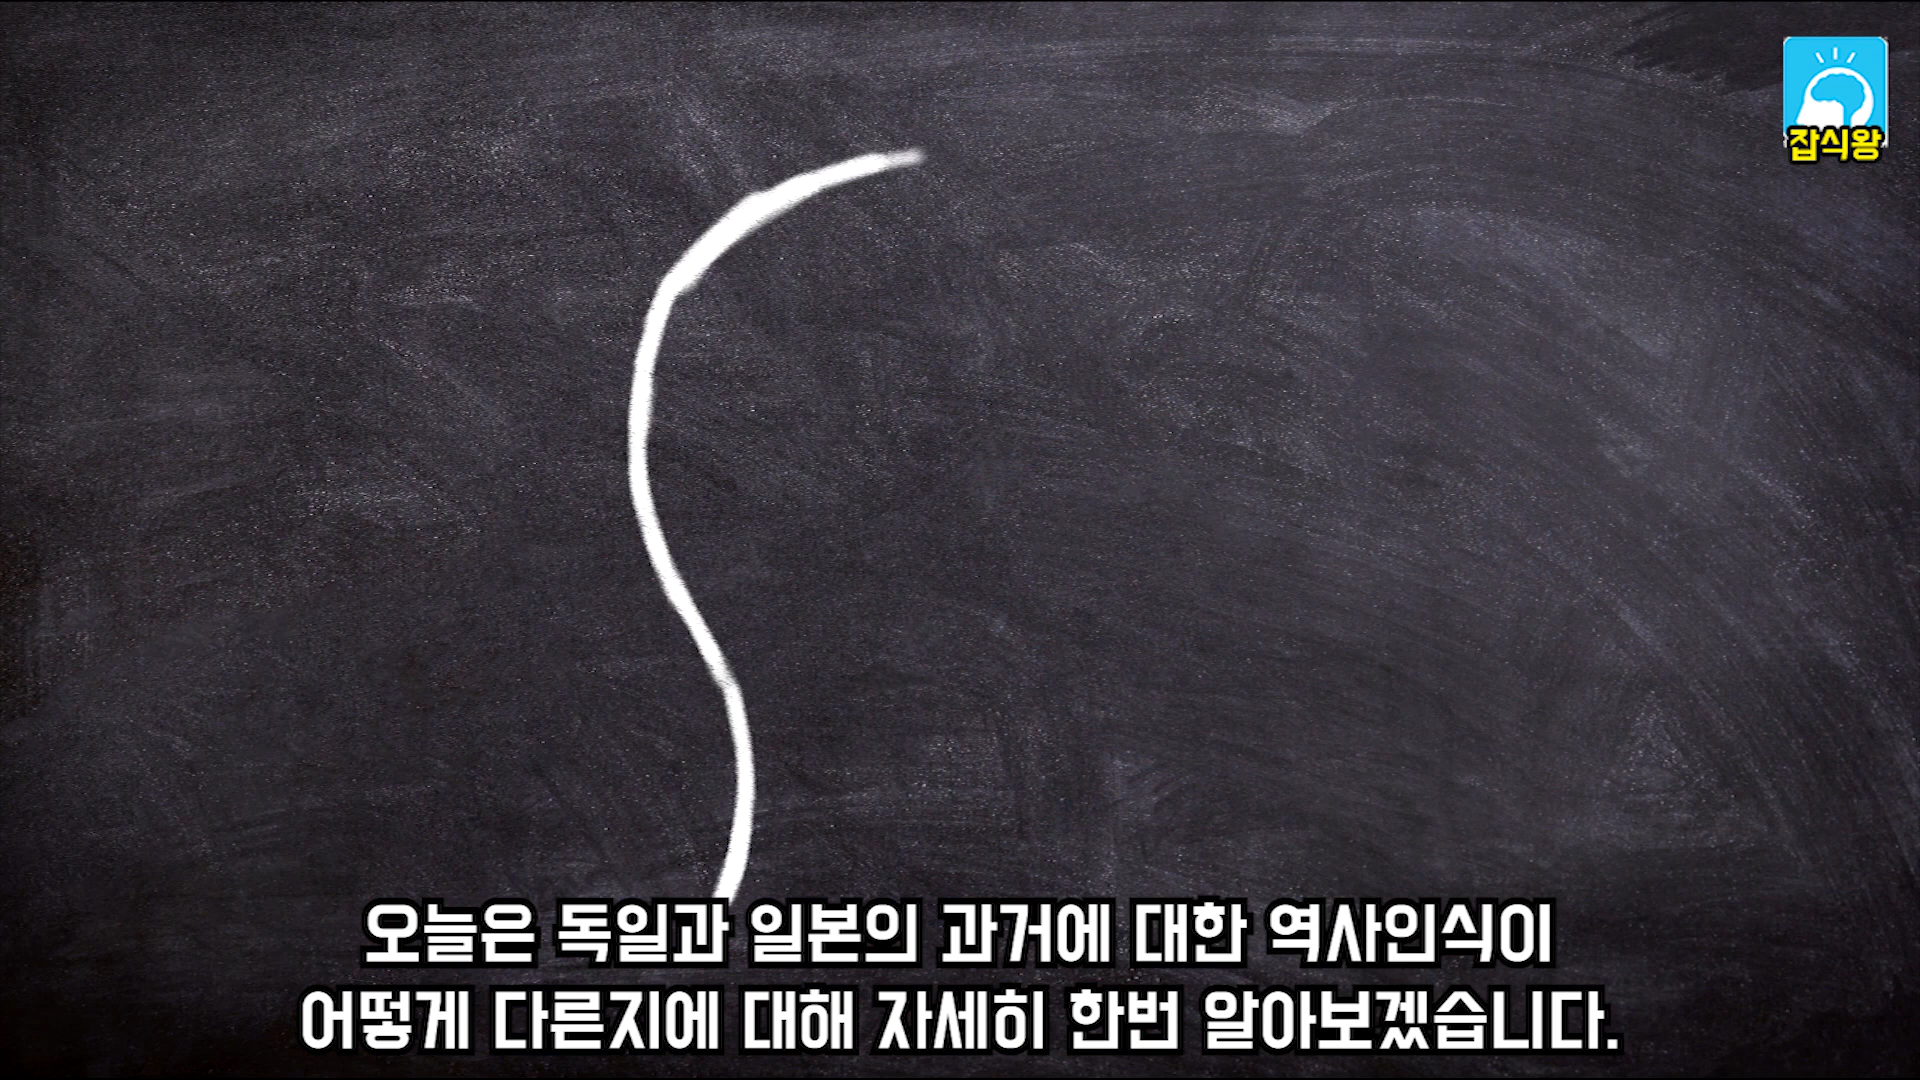 잡식왕
오늘은 독일과 일본의 과거에 대한 역사인식이
어떻게 다른지에 대해 자세히 한번 알아보겠습니다.